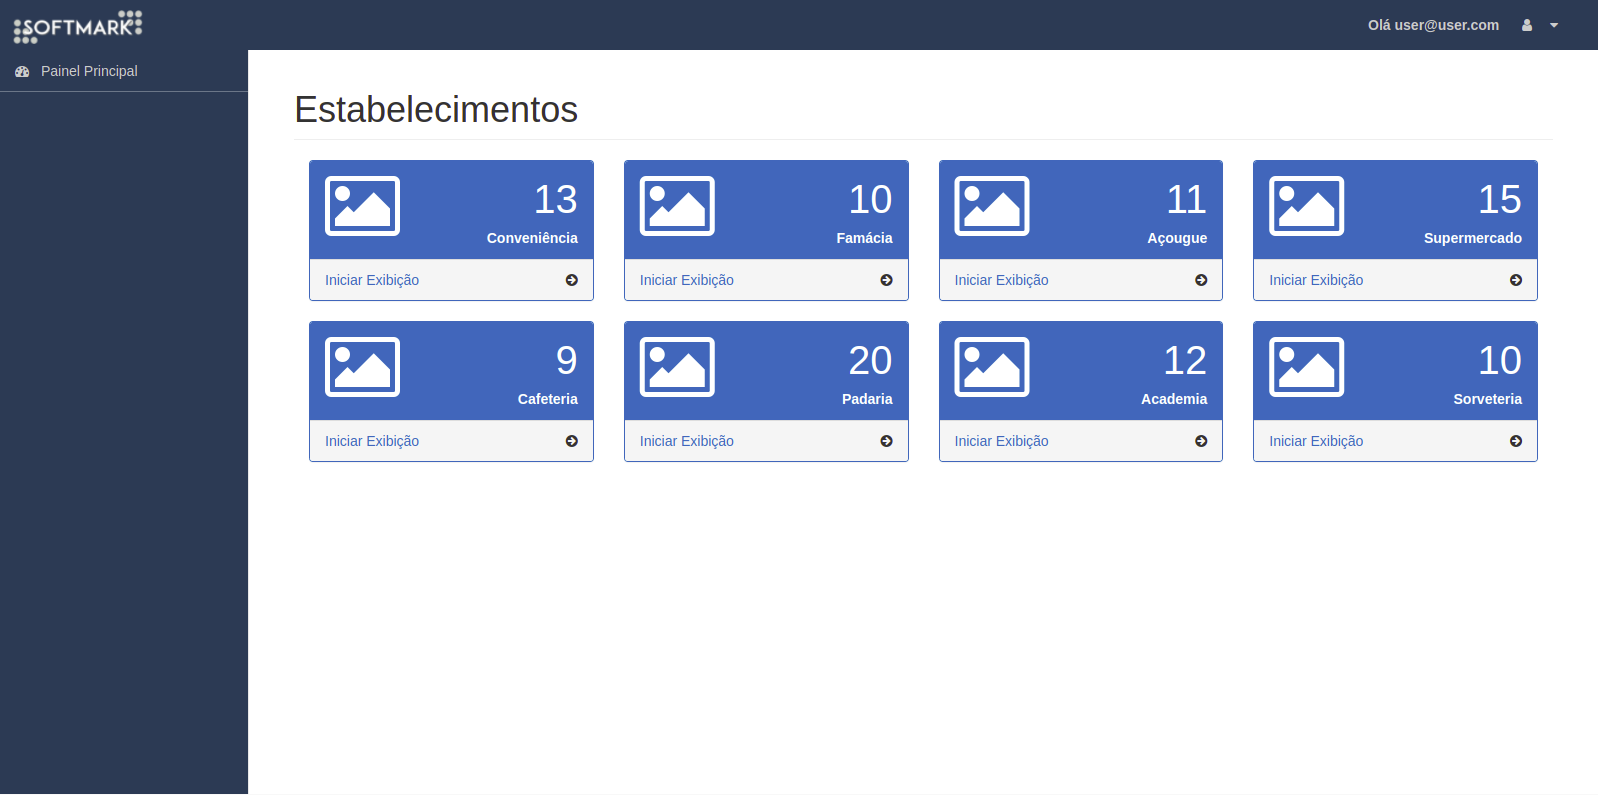 SOFTMARK
Olá user@user.com
Painel Principal
Estabelecimentos
13
Conveniência
Iniciar Exibição
10
Famácia
Iniciar Exibição
11
Açougue
Iniciar Exibição
15
Supermercado
Iniciar Exibição
9
Cafeteria
Iniciar Exibição
20
Padaria
Iniciar Exibição
12
Academia
Iniciar Exibição
10
Sorveteria
Iniciar Exibição